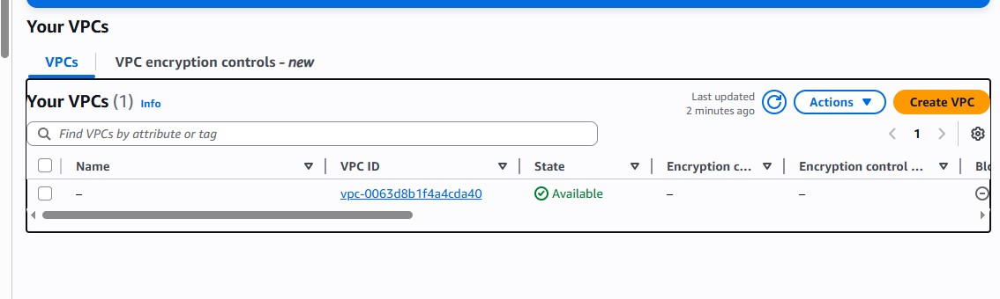 Your VPCs
VPCs VPC encryption controls - new
Your VPCs (1) Info
Last updated
2 minutes ago
Actions
Create VPC
Find VPCs by attribute or tag
1
Name VPC ID State Encryption c... Encryption control ... Blo
– vpc-0063d8b1f4a4cda40 Available – –